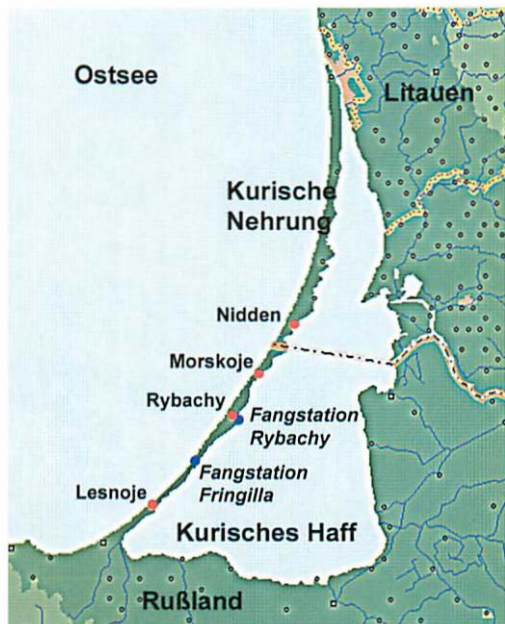 Ostsee
Litauen
Kurische
Nehrung
Nidden
Morskoje
Rybachy
Fangstation
Rybachy
Fangstation
Fringilla
Lesnoje
Kurisches Haff
Rußland